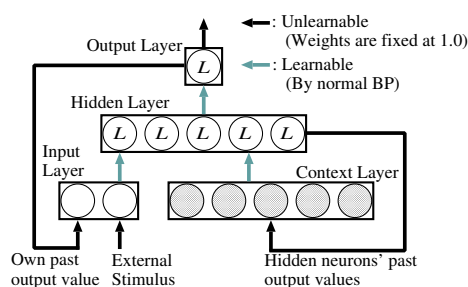 : Unlearnable
(Weights are fixed at 1.0)
Output Layer
L
: Learnable
(By normal BP)
Hidden Layer
L L L L L
Input
Layer
Context Layer
Own past
output value
External
Stimulus
Hidden neurons' past
output values